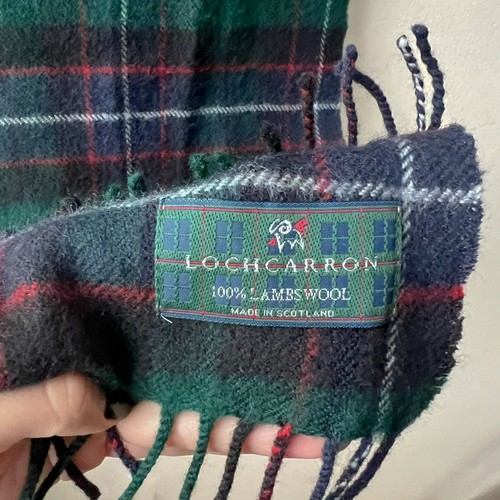 LOCHCARRON
100% LAMBSWOOL
MADE IN SCOTLAND